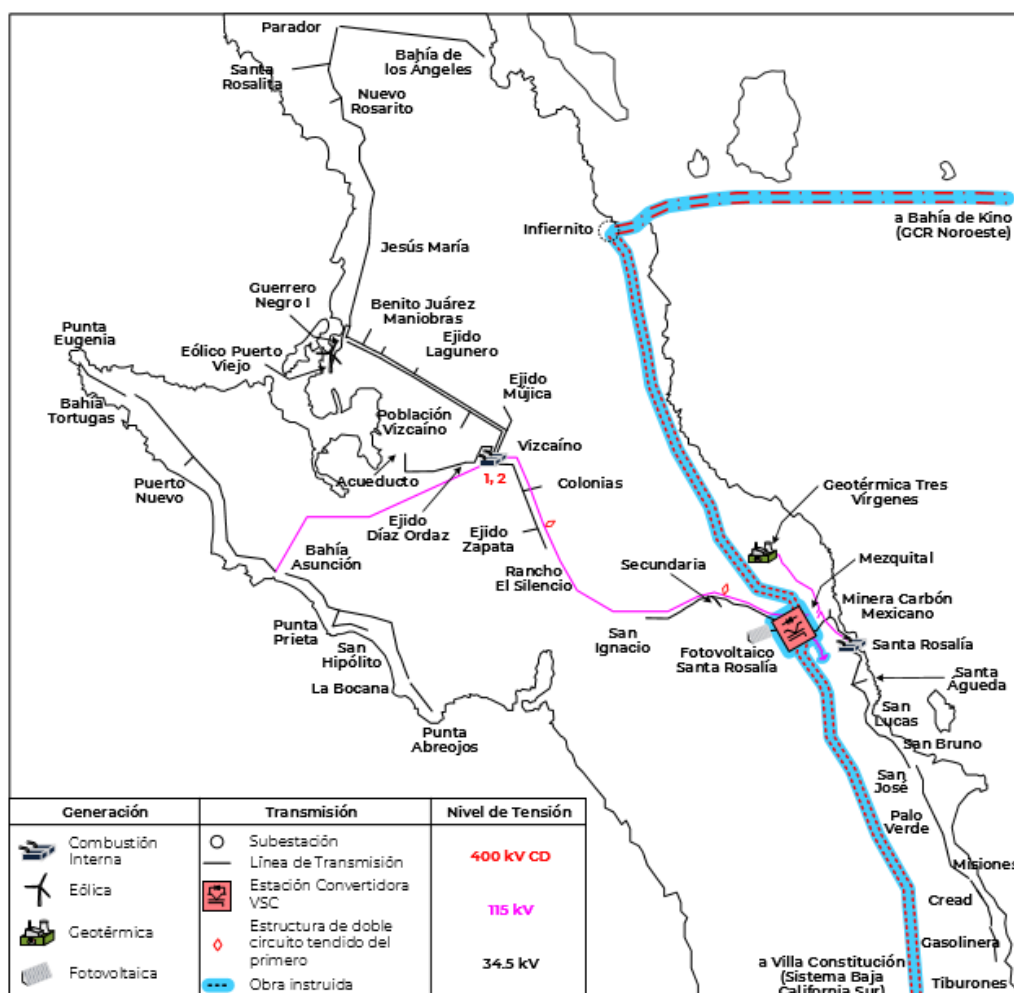 Parador
Bahía de
los Ángeles
Santa
Rosalita
Nuevo
Rosarito
Infiernito
a Bahía de Kino
(GCR Noroeste)
Jesús María
Guerrero
Negro I
Benito Juárez
Maniobras
Punta
Eugenia
Ejido
Lagunero
Eólico Puerto
Viejo
Ejido
Mújica
Bahía
Tortugas
Población
Vizcaíno
Vizcaíno
1, 2
Acueducto
Colonias
Puerto
Nuevo
Geotérmica Tres
Vírgenes
Ejido
Díaz Ordaz
Ejido
Zapata
Bahía
Asunción
Rancho
El Silencio
Secundaria
Mezquital
Minera Carbón
Mexicano
Punta
Prieta
San
Ignacio
San
Hipólito
Fotovoltaico
Santa Rosalía
Santa Rosalía
La Bocana
Santa
Agueda
San
Lucas
Punta
Abreojos
San Bruno
San
José
Palo
Verde
Misiones
Cread
Gasolinera
a Villa Constitución
(Sistema Baja
California Sur)
Tiburones
Generación
Transmisión
Nivel de Tensión
Combustión
Interna
Eólica
Geotérmica
Fotovoltaica
Subestación
Línea de Transmisión
Estación Convertidora
VSC
Estructura de doble
circuito tendido del
primero
Obra instruida
400 kV CD
115 kV
34.5 kV